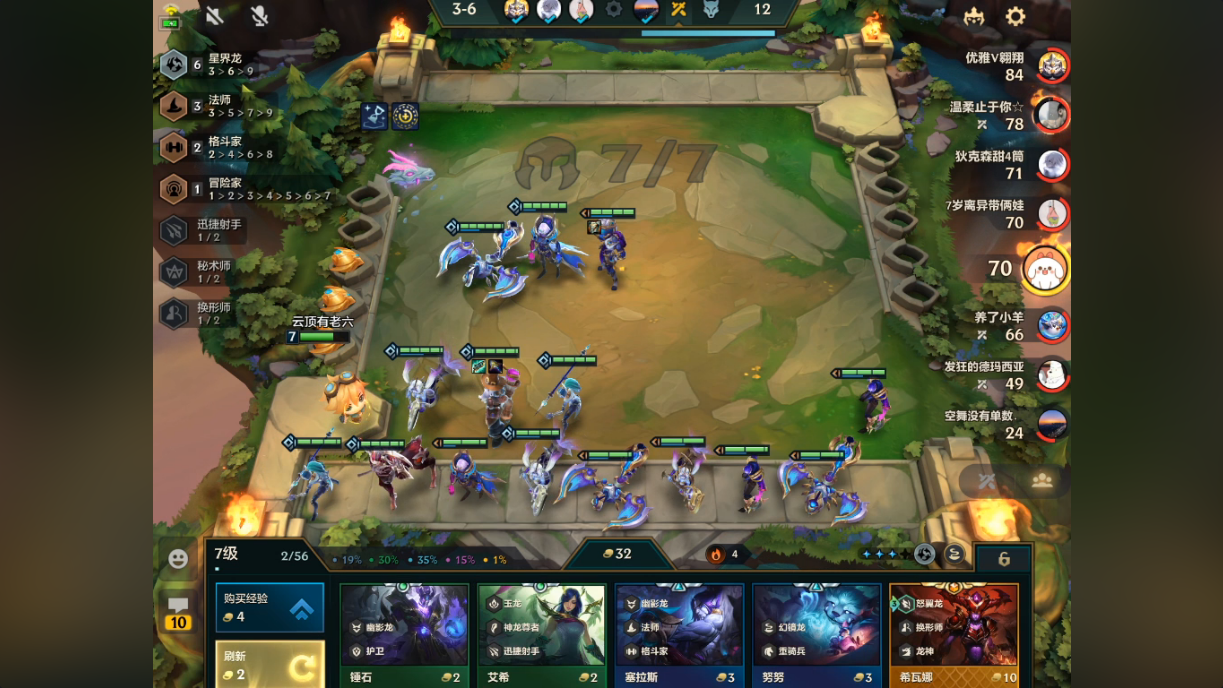 3-6
12
6 星界龙
3 > 6 > 9
3 法师
3 > 5 > 7 > 9
2 格斗家
2 > 4 > 6 > 8
1 冒险家
1 > 2 > 3 > 4 > 5 > 6 > 7
迅捷射手
1 / 2
秘术师
1 / 2
换形师
1 / 2
7/7
优雅V翱翔
84
温柔止于你☆
78
狄克森甜4筒
71
7岁离异带俩娃
70
70
养了小羊
66
发狂的德玛西亚
49
空舞没有单数.
24
云顶有老六
7
7级
2/56
19%
30%
35%
15%
1%
32
4
6
10
购买经验
4
刷新
2
幽影龙
护卫
锤石
2
玉龙
神龙尊者
迅捷射手
艾希
2
幽影龙
法师
格斗家
塞拉斯
3
幻镜龙
重骑兵
努努
3
3
怒翼龙
换形师
龙神
希瓦娜
10